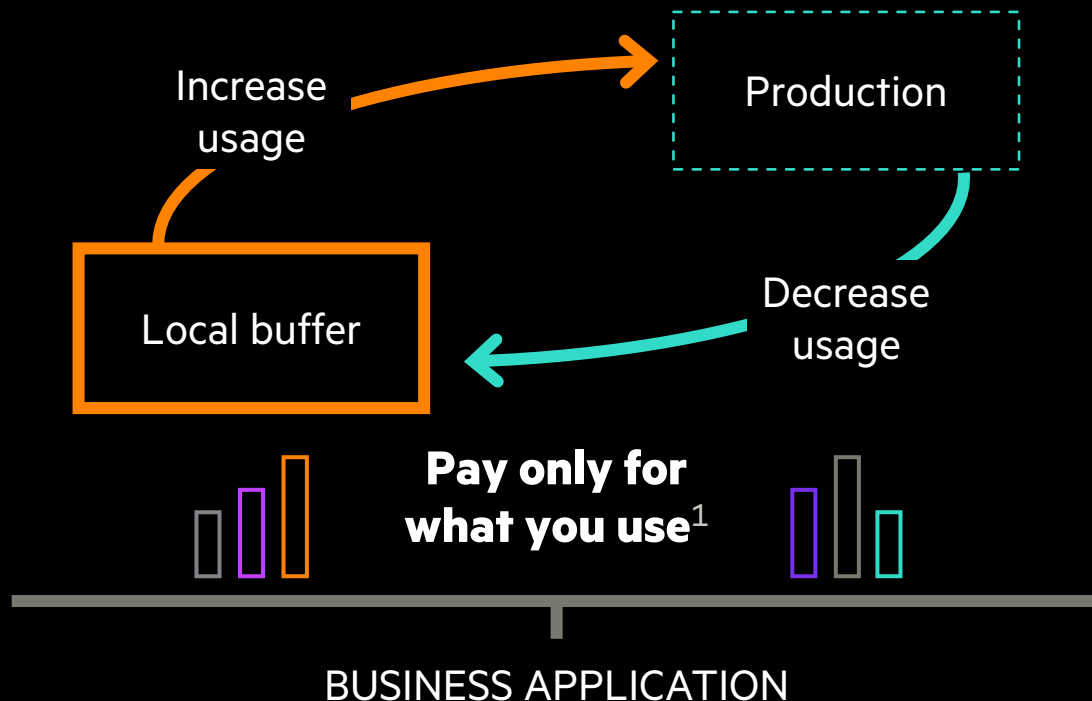 Increase
usage
Production
Local buffer
Decrease
usage
Pay only for
what you use¹
BUSINESS APPLICATION